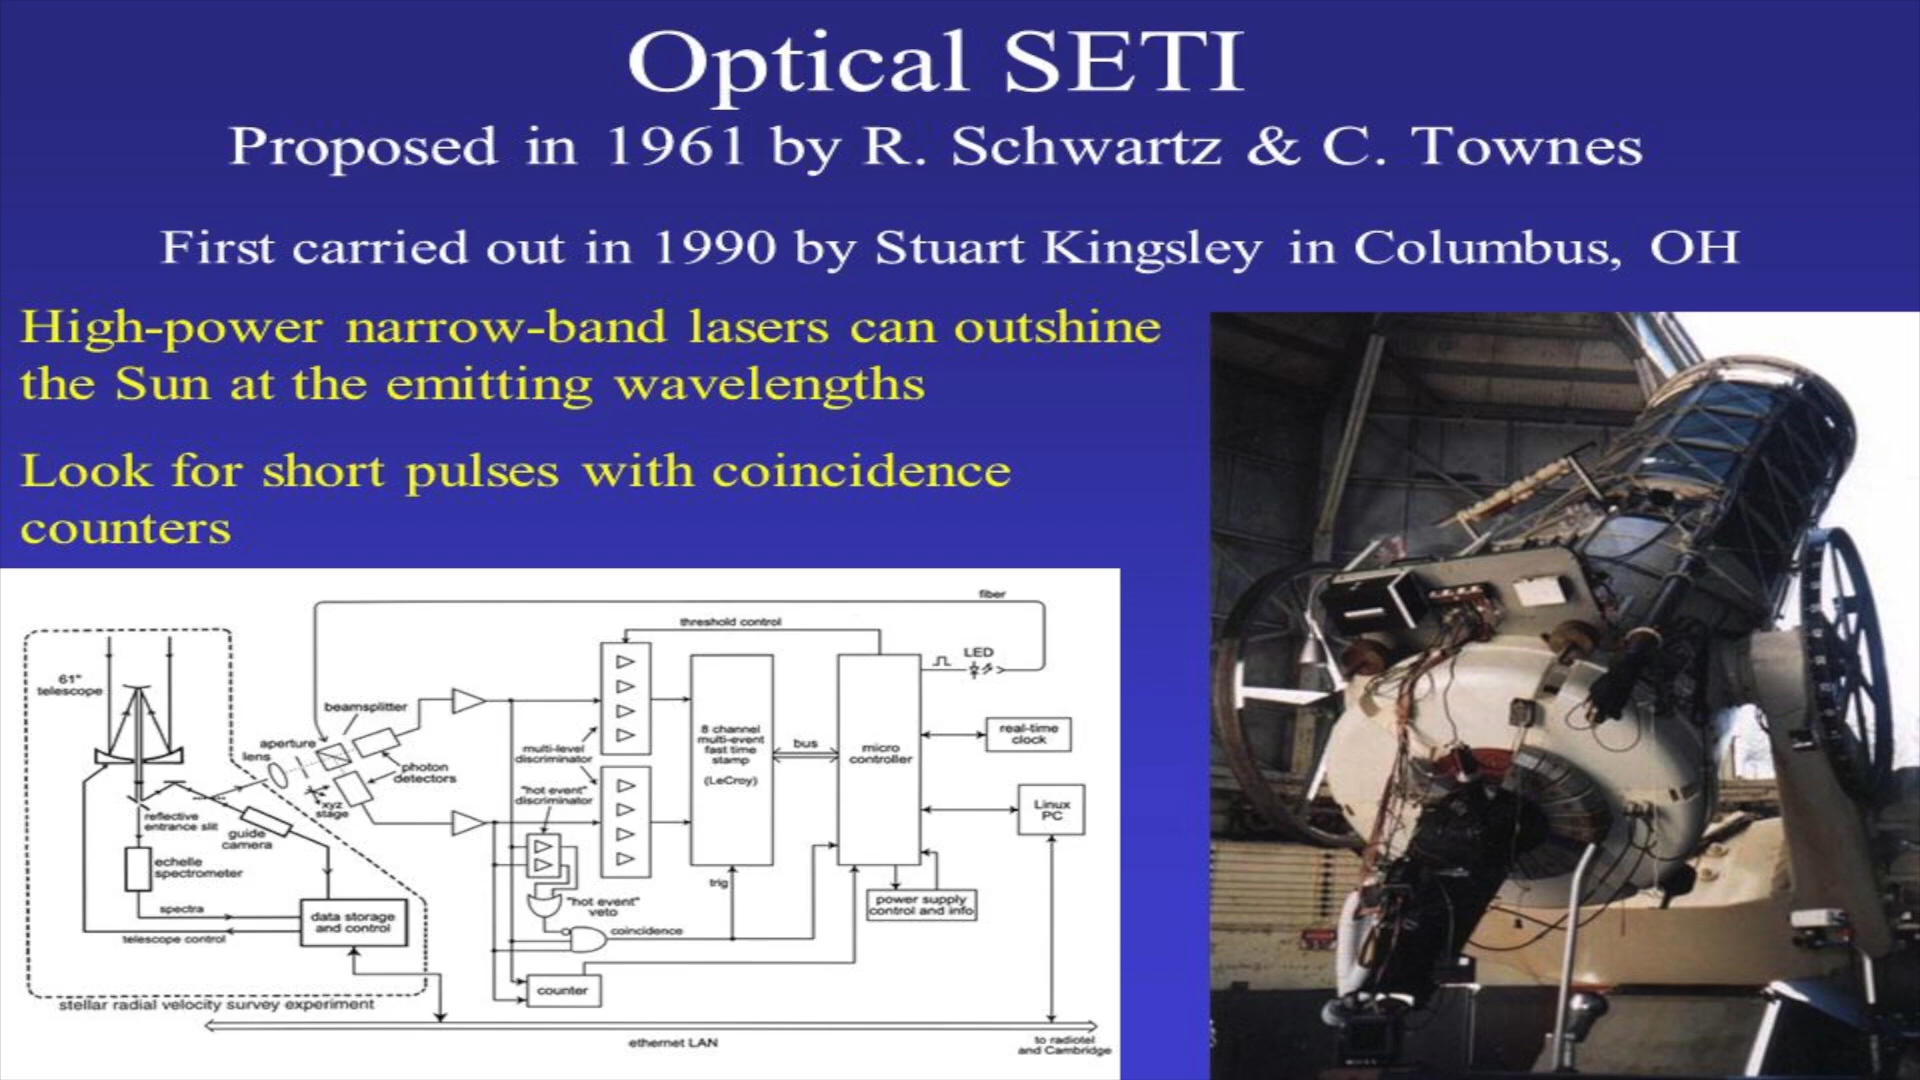 Optical SETI
Proposed in 1961 by R. Schwartz & C. Townes
First carried out in 1990 by Stuart Kingsley in Columbus, OH
High-power narrow-band lasers can outshine
the Sun at the emitting wavelengths
Look for short pulses with coincidence
counters
fiber
threshold control
LED
61"
telescope
beamsplitter
aperture
lens
photon
detectors
xyz
stage
multi-level
discriminator
"hot event"
discriminator
8 channel
multi-event
fast time
stamp
(LeCroy)
bus
micro
controller
real-time
clock
Linux
PC
reflective
entrance slit
guide
camera
echelle
spectrometer
spectra
telescope control
data storage
and control
"hot event"
veto
trig
coincidence
counter
power supply
control and info
stellar radial velocity survey experiment
ethernet LAN
to radiotel
and Cambridge